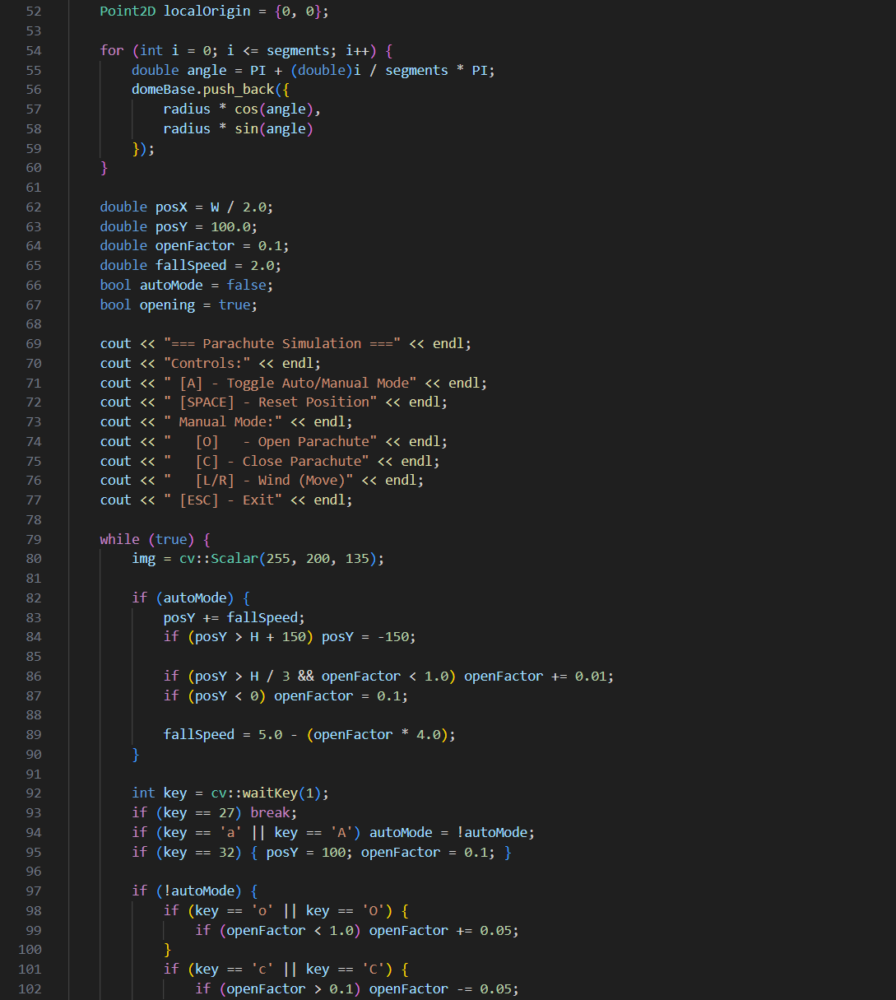 52 Point2D localOrigin = {0, 0};
53
54 for (int i = 0; i <= segments; i++) {
55 double angle = PI + (double)i / segments * PI;
56 domeBase.push_back({
57 radius * cos(angle),
58 radius * sin(angle)
59 });
60 }
61
62 double posX = W / 2.0;
63 double posY = 100.0;
64 double openFactor = 0.1;
65 double fallSpeed = 2.0;
66 bool autoMode = false;
67 bool opening = true;
68
69 cout << "=== Parachute Simulation ===" << endl;
70 cout << "Controls:" << endl;
71 cout << " [A] - Toggle Auto/Manual Mode" << endl;
72 cout << " [SPACE] - Reset Position" << endl;
73 cout << " Manual Mode:" << endl;
74 cout << "   [O]   - Open Parachute" << endl;
75 cout << "   [C] - Close Parachute" << endl;
76 cout << "   [L/R] - Wind (Move)" << endl;
77 cout << " [ESC] - Exit" << endl;
78
79 while (true) {
80 img = cv::Scalar(255, 200, 135);
81
82 if (autoMode) {
83 posY += fallSpeed;
84 if (posY > H + 150) posY = -150;
85
86 if (posY > H / 3 && openFactor < 1.0) openFactor += 0.01;
87 if (posY < 0) openFactor = 0.1;
88
89 fallSpeed = 5.0 - (openFactor * 4.0);
90 }
91
92 int key = cv::waitKey(1);
93 if (key == 27) break;
94 if (key == 'a' || key == 'A') autoMode = !autoMode;
95 if (key == 32) { posY = 100; openFactor = 0.1; }
96
97 if (!autoMode) {
98 if (key == 'o' || key == 'O') {
99 if (openFactor < 1.0) openFactor += 0.05;
100 }
101 if (key == 'c' || key == 'C') {
102 if (openFactor > 0.1) openFactor -= 0.05;